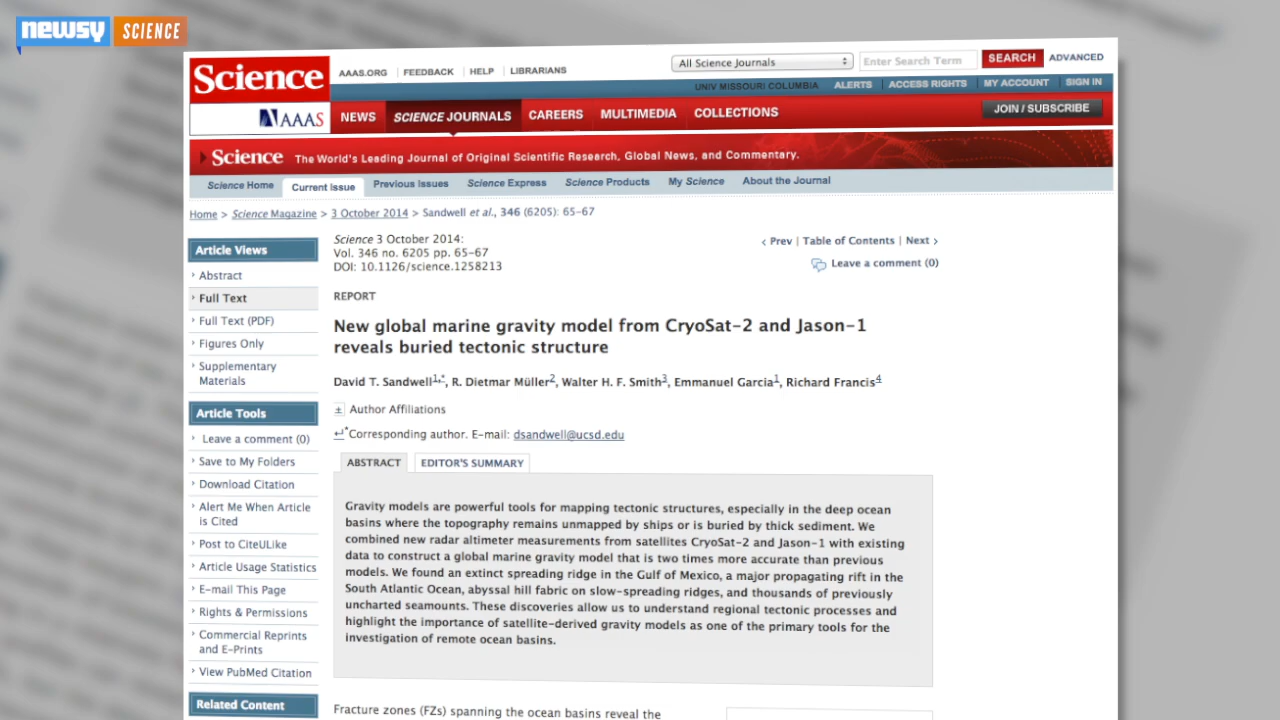 newsy SCIENCE
Science
AAAS
AAAS.ORG | FEEDBACK | HELP | LIBRARIANS
All Science Journals
Enter Search Term
SEARCH
ADVANCED
UNIV MISSOURI COLUMBIA | ALERTS | ACCESS RIGHTS | MY ACCOUNT | SIGN IN
NEWS
SCIENCE JOURNALS
CAREERS
MULTIMEDIA
COLLECTIONS
JOIN / SUBSCRIBE
Science The World's Leading Journal of Original Scientific Research, Global News, and Commentary.
Science Home
Current Issue
Previous Issues
Science Express
Science Products
My Science
About the Journal
Home > Science Magazine > 3 October 2014 > Sandwell et al., 346 (6205): 65-67
Article Views
Abstract
Full Text
Full Text (PDF)
Figures Only
Supplementary
Materials
Article Tools
Leave a comment (0)
Save to My Folders
Download Citation
Alert Me When Article
is Cited
Post to CiteULike
Article Usage Statistics
E-mail This Page
Rights & Permissions
Commercial Reprints
and E-Prints
View PubMed Citation
Related Content
Science 3 October 2014:
Vol. 346 no. 6205 pp. 65-67
DOI: 10.1126/science.1258213
‹ Prev | Table of Contents | Next ›
Leave a comment (0)
REPORT
New global marine gravity model from CryoSat-2 and Jason-1
reveals buried tectonic structure
David T. Sandwell1,*, R. Dietmar Müller2, Walter H. F. Smith3, Emmanuel Garcia1, Richard Francis4
± Author Affiliations
↵*Corresponding author. E-mail: dsandwell@ucsd.edu
ABSTRACT
EDITOR'S SUMMARY
Gravity models are powerful tools for mapping tectonic structures, especially in the deep ocean
basins where the topography remains unmapped by ships or is buried by thick sediment. We
combined new radar altimeter measurements from satellites CryoSat-2 and Jason-1 with existing
data to construct a global marine gravity model that is two times more accurate than previous
models. We found an extinct spreading ridge in the Gulf of Mexico, a major propagating rift in the
South Atlantic Ocean, abyssal hill fabric on slow-spreading ridges, and thousands of previously
uncharted seamounts. These discoveries allow us to understand regional tectonic processes and
highlight the importance of satellite-derived gravity models as one of the primary tools for the
investigation of remote ocean basins.
Fracture zones (FZs) spanning the ocean basins reveal the